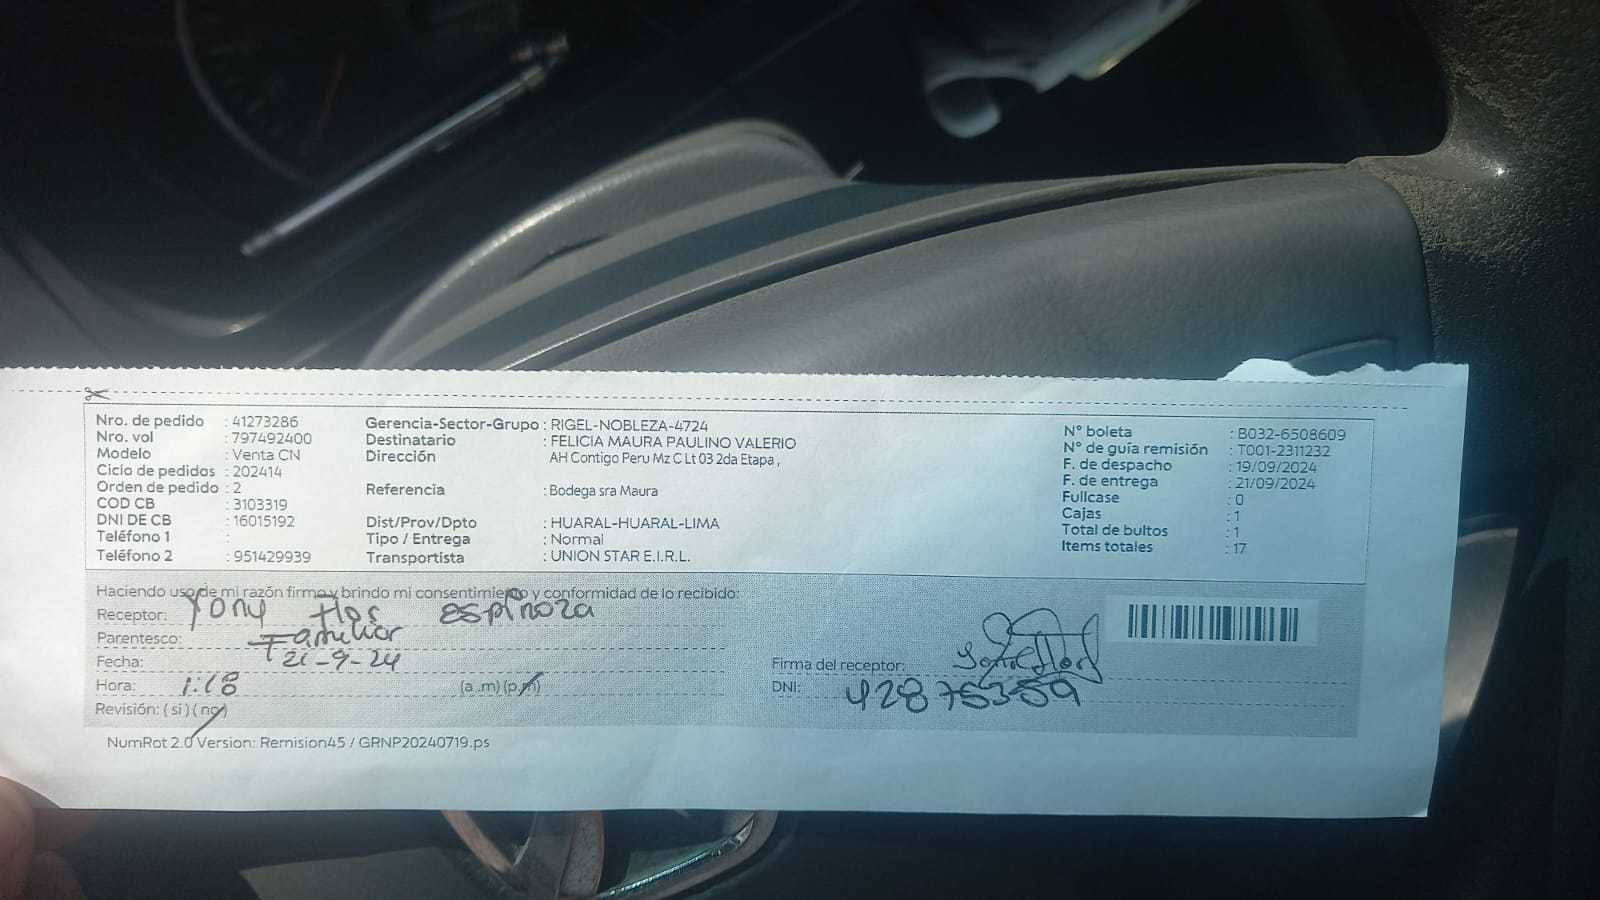 Nro. de pedido : 41273286
Nro. vol : 797492400
Modelo : Venta CN
Ciclo de pedidos : 202414
Orden de pedido : 2
COD CB : 3103319
DNI DE CB : 16015192
Teléfono 1 :
Teléfono 2 : 951429939
Gerencia-Sector-Grupo : RIGEL-NOBLEZA-4724
Destinatario : FELICIA MAURA PAULINO VALERIO
Dirección AH Contigo Peru Mz C Lt 03 2da Etapa ,
Referencia : Bodega sra Maura
Dist/Prov/Dpto : HUARAL-HUARAL-LIMA
Tipo / Entrega : Normal
Transportista : UNION STAR E.I.R.L.
N° boleta : B032-6508609
N° de guía remisión : T001-2311232
F. de despacho : 19/09/2024
F. de entrega : 21/09/2024
Fullcase : 0
Cajas : 1
Total de bultos : 1
Items totales : 17
Haciendo uso de mi razón firmo y brindo mi consentimiento y conformidad de lo recibido:
Receptor: Yony Flor espinoza
Parentesco: Familiar
Fecha: 21-9-24
Hora: 1:18 (a .m) (p.m)
Revisión: ( si ) ( no )
Firma del receptor:
DNI: 42875359
NumRot 2.0 Version: Remision45 / GRNP20240719.ps